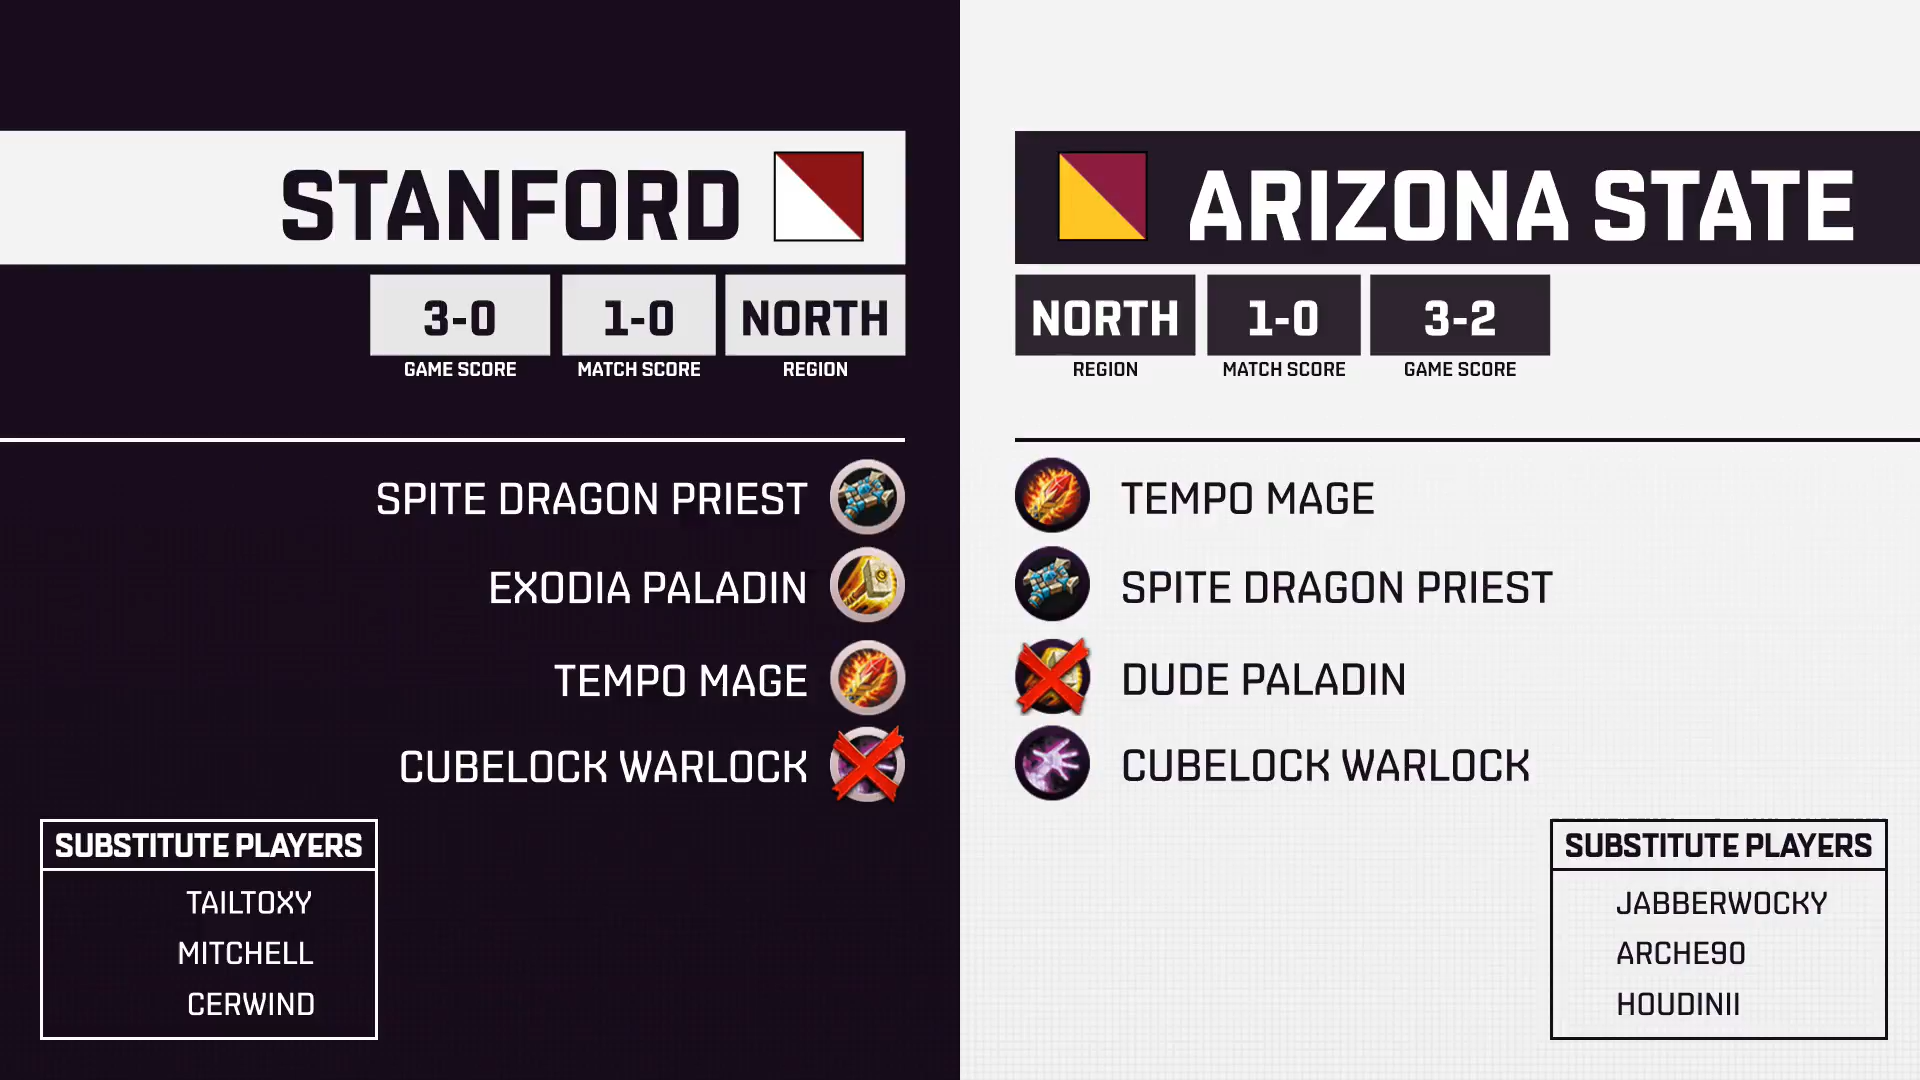 STANFORD
3-0
GAME SCORE
1-0
MATCH SCORE
NORTH
REGION
SPITE DRAGON PRIEST
EXODIA PALADIN
TEMPO MAGE
CUBELOCK WARLOCK
SUBSTITUTE PLAYERS
TAILTOXY
MITCHELL
CERWIND
ARIZONA STATE
NORTH
REGION
1-0
MATCH SCORE
3-2
GAME SCORE
TEMPO MAGE
SPITE DRAGON PRIEST
DUDE PALADIN
CUBELOCK WARLOCK
SUBSTITUTE PLAYERS
JABBERWOCKY
ARCHE90
HOUDINII